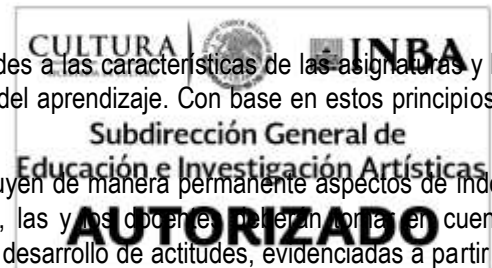 CULTURA INBA
des a las características de las asignaturas y
del aprendizaje. Con base en estos principios
Subdirección General de
Educación e Investigación Artísticas
uyen de manera permanente aspectos de
, las y los docentes deberán tomar en cuen
AUTORIZADO
desarrollo de actitudes, evidenciadas a partir